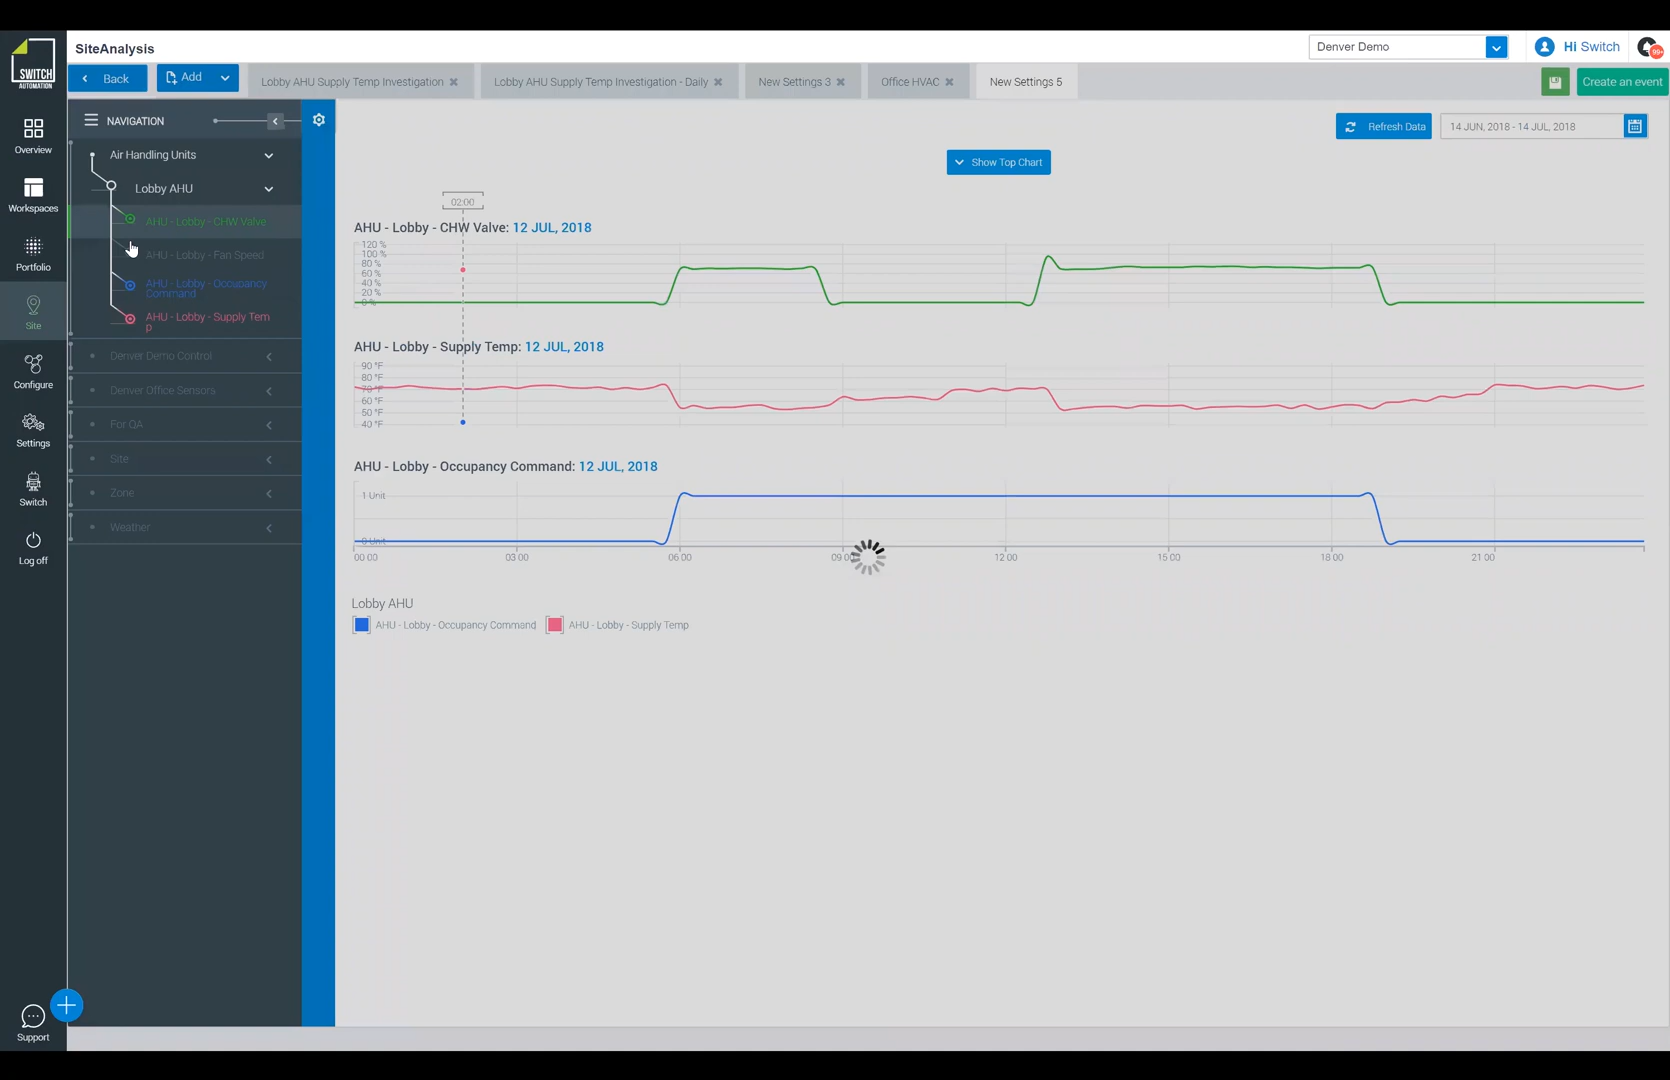 SWITCH
AUTOMATION
SiteAnalysis
Denver Demo
Hi Switch
99+
Back
Add
Lobby AHU Supply Temp Investigation
Lobby AHU Supply Temp Investigation - Daily
New Settings 3
Office HVAC
New Settings 5
Create an event
Overview
Workspaces
Portfolio
Site
Configure
Settings
Switch
Log off
Support
NAVIGATION
Air Handling Units
Lobby AHU
AHU - Lobby - CHW Valve
AHU - Lobby - Fan Speed
AHU - Lobby - Occupancy
Command
AHU - Lobby - Supply Tem
p
Denver Demo Control
Denver Office Sensors
For QA
Site
Zone
Weather
Refresh Data
14 JUN, 2018 - 14 JUL, 2018
Show Top Chart
02:00
AHU - Lobby - CHW Valve: 12 JUL, 2018
120 %
100 %
80 %
60 %
40 %
20 %
0 %
AHU - Lobby - Supply Temp: 12 JUL, 2018
90 °F
80 °F
70 °F
60 °F
50 °F
40 °F
AHU - Lobby - Occupancy Command: 12 JUL, 2018
1 Unit
0 Unit
00 00 03 00 06 00 09 00 12 00 15 00 18 00 21 00
Lobby AHU
AHU - Lobby - Occupancy Command
AHU - Lobby - Supply Temp